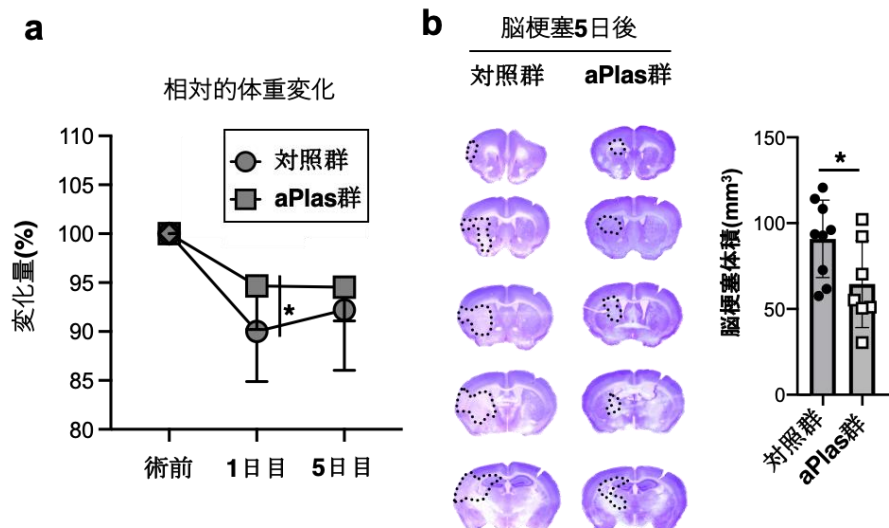 a
相対的体重変化
変化量(%)
110
105
100
95
90
85
80
対照群
aPlas群
*
術前
1日目
5日目
b
脳梗塞5日後
対照群
aPlas群
脳梗塞体積(mm³)
150
100
50
0
*
対照群
aPlas群